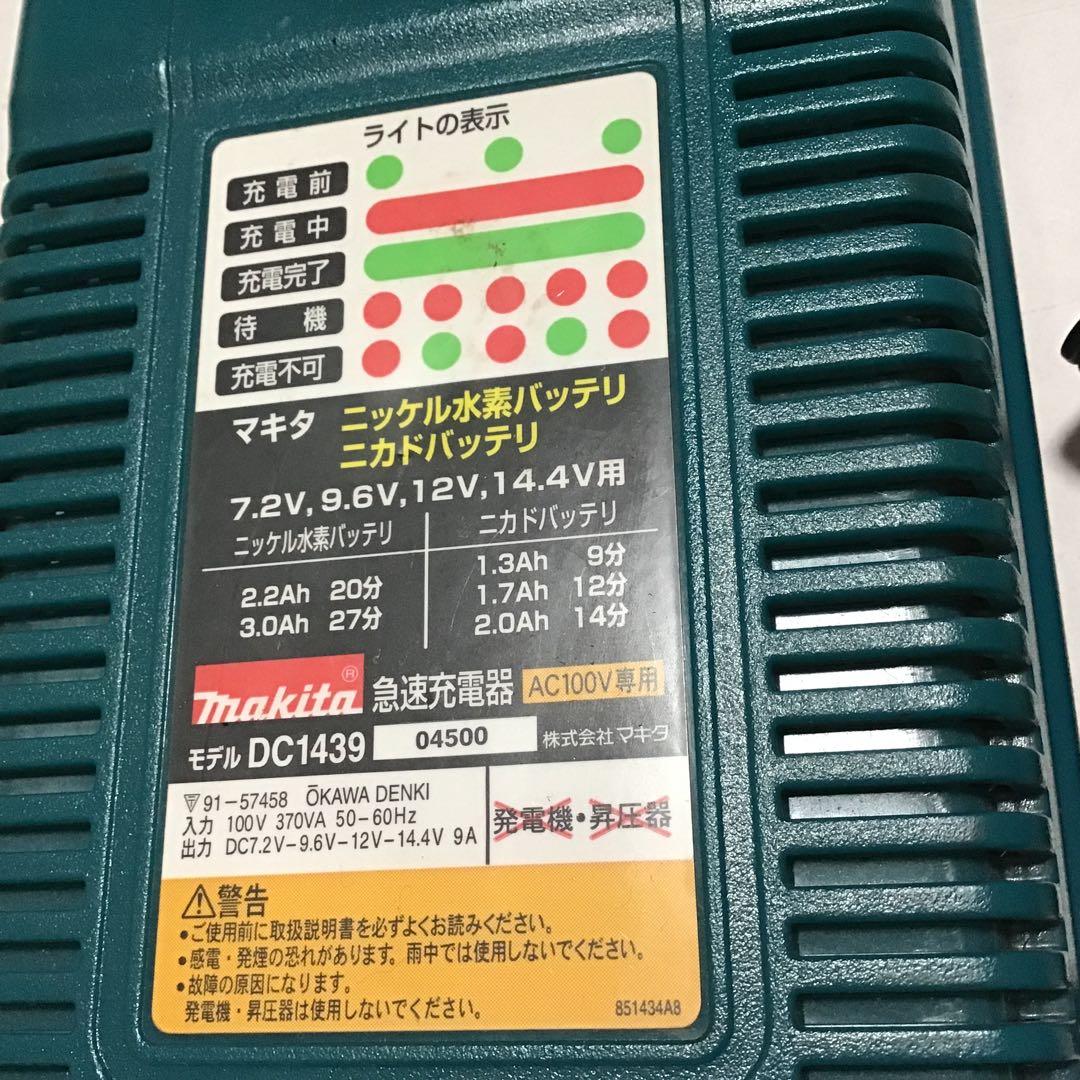 ライトの表示
充電前
充電中
充電完了
待 機
充電不可
マキタ ニッケル水素バッテリ
ニカドバッテリ
7.2V, 9.6V, 12V, 14.4V用
ニッケル水素バッテリ ニカドバッテリ
2.2Ah 20分
3.0Ah 27分
1.3Ah 9分
1.7Ah 12分
2.0Ah 14分
makita® 急速充電器 AC100V専用
モデル DC1439 04500 株式会社マキタ
91-57458 ŌKAWA DENKI
入力 100V 370VA 50-60Hz
出力 DC7.2V-9.6V-12V-14.4V 9A
発電機・昇圧器
⚠警告
•ご使用前に取扱説明書を必ずよくお読みください。
•感電・発煙の恐れがあります。雨中では使用しないでください。
•故障の原因になります。
発電機・昇圧器は使用しないでください。
851434A8